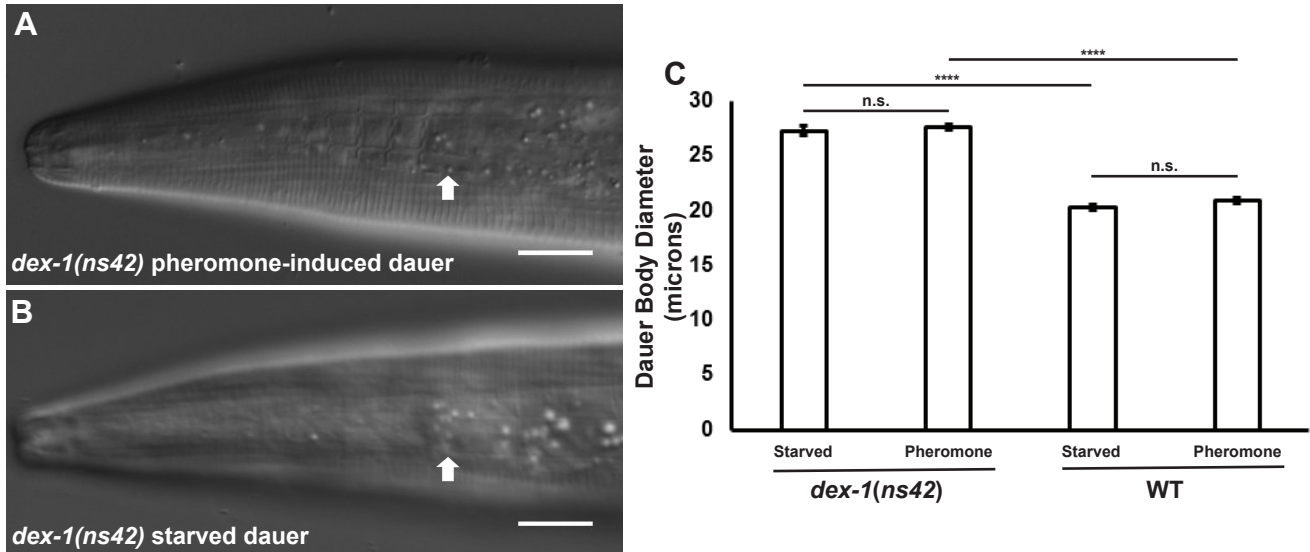 A
dex-1(ns42) pheromone-induced dauer
B
dex-1(ns42) starved dauer
C
****
****
n.s.
n.s.
Dauer Body Diameter
(microns)
30
25
20
15
10
5
0
Starved
Pheromone
Starved
Pheromone
dex-1(ns42)
WT